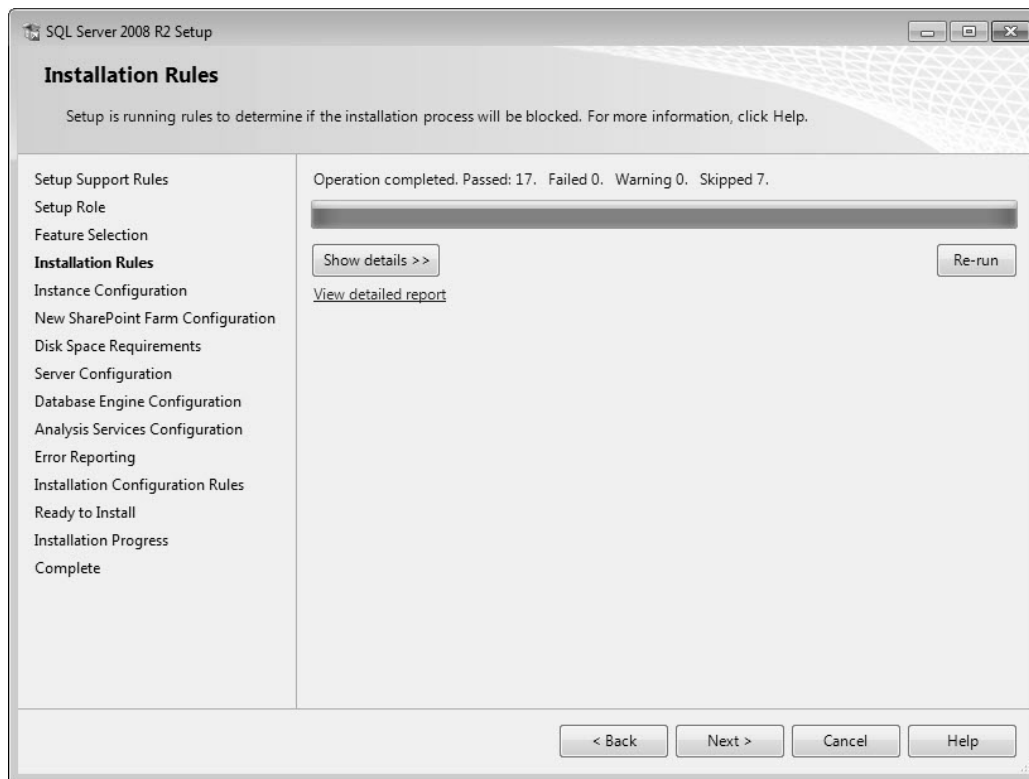 SQL Server 2008 R2 Setup
Installation Rules
Setup is running rules to determine if the installation process will be blocked. For more information, click Help.
Setup Support Rules
Setup Role
Feature Selection
Installation Rules
Instance Configuration
New SharePoint Farm Configuration
Disk Space Requirements
Server Configuration
Database Engine Configuration
Analysis Services Configuration
Error Reporting
Installation Configuration Rules
Ready to Install
Installation Progress
Complete
Operation completed. Passed: 17.   Failed 0.   Warning 0.   Skipped 7.
Show details >>
Re-run
View detailed report
< Back
Next >
Cancel
Help